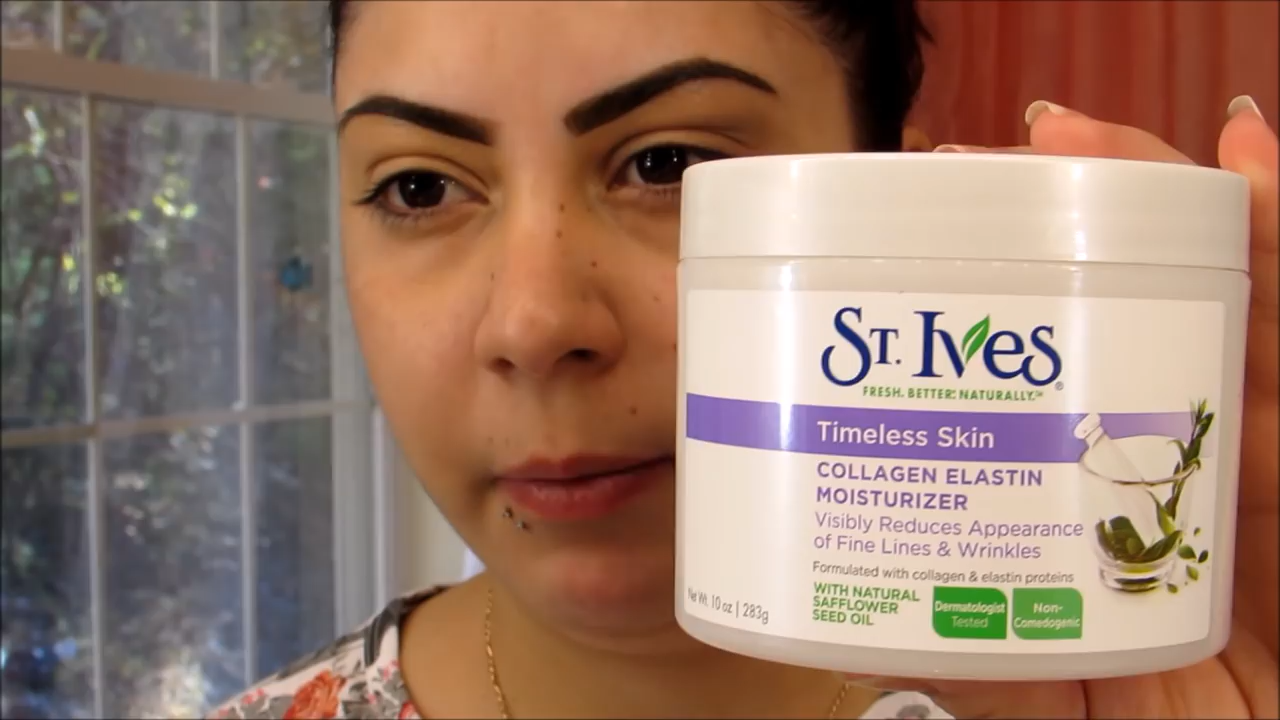 St. Ives®
FRESH. BETTER. NATURALLY.™
Timeless Skin
COLLAGEN ELASTIN
MOISTURIZER
Visibly Reduces Appearance
of Fine Lines & Wrinkles
Formulated with collagen & elastin proteins
WITH NATURAL
SAFFLOWER
SEED OIL
Dermatologist
Tested
Non-
Comedogenic
Net Wt. 10 oz | 283g